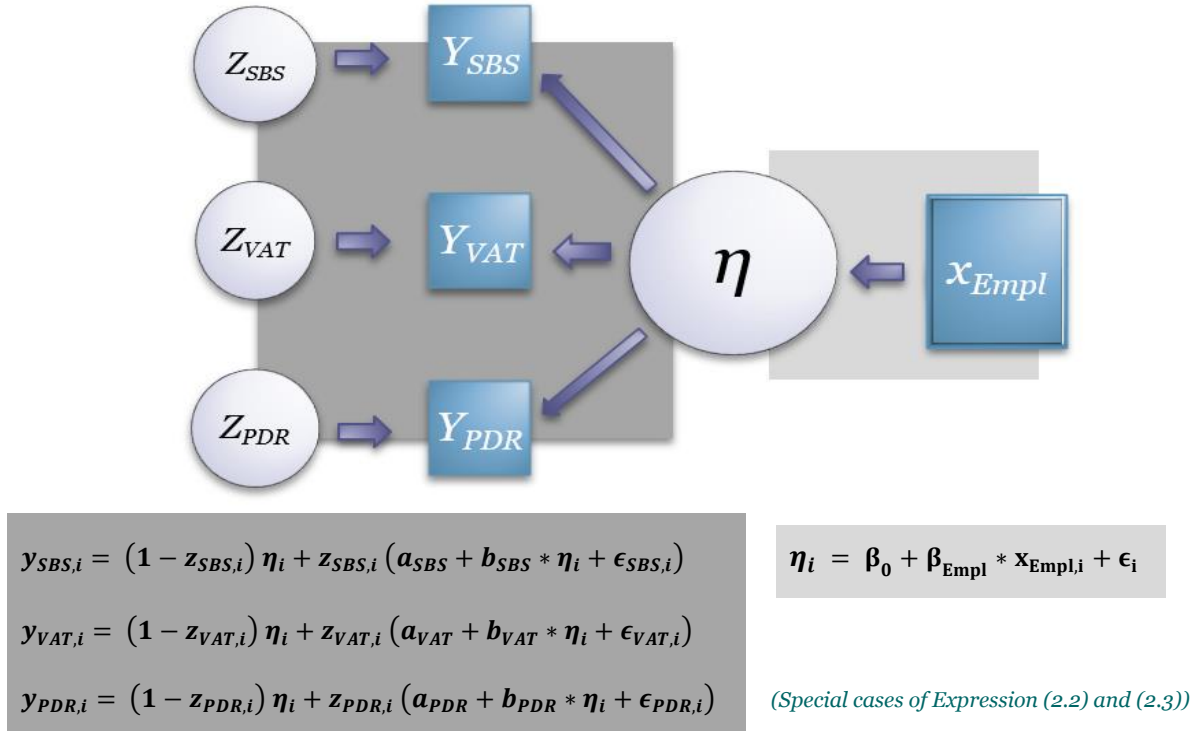 Z_SBS
Y_SBS
Z_VAT
Y_VAT
η
x_Empl
Z_PDR
Y_PDR
y_SBS,i = (1 − z_SBS,i) η_i + z_SBS,i (a_SBS + b_SBS * η_i + ϵ_SBS,i)
η_i = β_0 + β_Empl * x_Empl,i + ϵ_i
y_VAT,i = (1 − z_VAT,i) η_i + z_VAT,i (a_VAT + b_VAT * η_i + ϵ_VAT,i)
y_PDR,i = (1 − z_PDR,i) η_i + z_PDR,i (a_PDR + b_PDR * η_i + ϵ_PDR,i)
(Special cases of Expression (2.2) and (2.3))